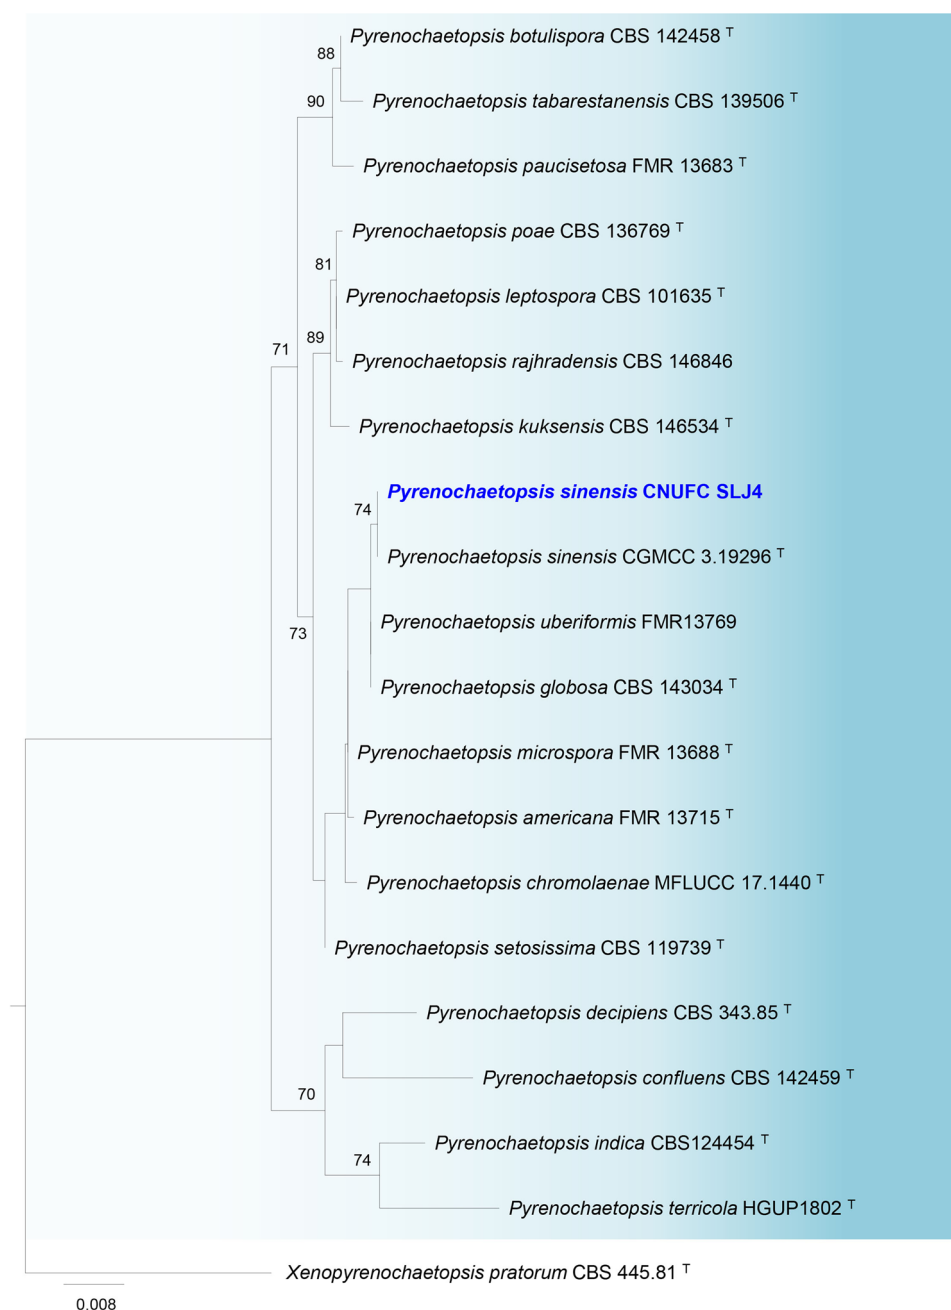 Pyrenochaetopsis botulispora CBS 142458 T
88
Pyrenochaetopsis tabarestanensis CBS 139506 T
90
Pyrenochaetopsis paucisetosa FMR 13683 T
Pyrenochaetopsis poae CBS 136769 T
81
Pyrenochaetopsis leptospora CBS 101635 T
89
71
Pyrenochaetopsis rajhradensis CBS 146846
Pyrenochaetopsis kuksensis CBS 146534 T
Pyrenochaetopsis sinensis CNUFC SLJ4
74
Pyrenochaetopsis sinensis CGMCC 3.19296 T
Pyrenochaetopsis uberiformis FMR13769
73
Pyrenochaetopsis globosa CBS 143034 T
Pyrenochaetopsis microspora FMR 13688 T
Pyrenochaetopsis americana FMR 13715 T
Pyrenochaetopsis chromolaenae MFLUCC 17.1440 T
Pyrenochaetopsis setosissima CBS 119739 T
Pyrenochaetopsis decipiens CBS 343.85 T
Pyrenochaetopsis confluens CBS 142459 T
70
Pyrenochaetopsis indica CBS124454 T
74
Pyrenochaetopsis terricola HGUP1802 T
Xenopyrenochaetopsis pratorum CBS 445.81 T
0.008